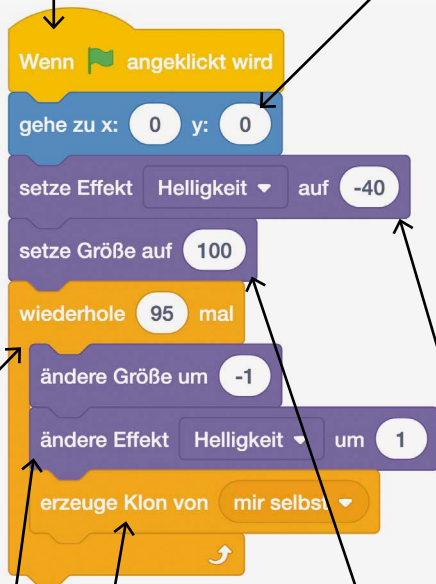 Wenn angeklickt wird
gehe zu x: 0 y: 0
setze Effekt Helligkeit auf -40
setze Größe auf 100
wiederhole 95 mal
ändere Größe um -1
ändere Effekt Helligkeit um 1
erzeuge Klon von mir selbst